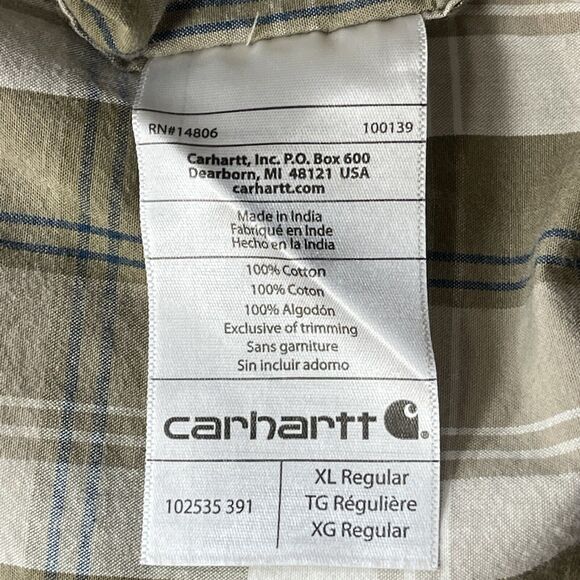 RN#14806 100139
Carhartt, Inc. P.O. Box 600
Dearborn, MI 48121 USA
carhartt.com
Made in India
Fabriqué en Inde
Hecho en la India
100% Cotton
100% Coton
100% Algodón
Exclusive of trimming
Sans garniture
Sin incluir adorno
carhartt
102535 391
XL Regular
TG Régulière
XG Regular